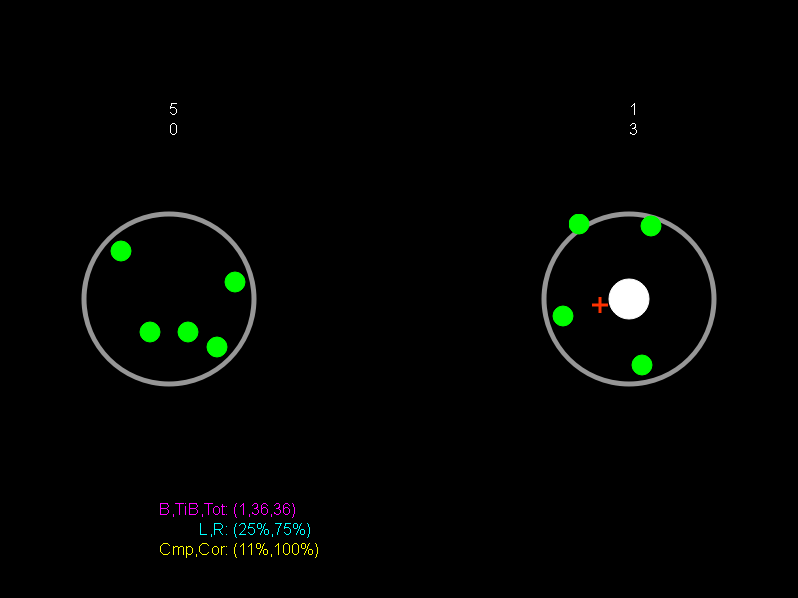 5
0
1
3
B,TiB,Tot: (1,36,36)
L,R: (25%,75%)
Cmp,Cor: (11%,100%)